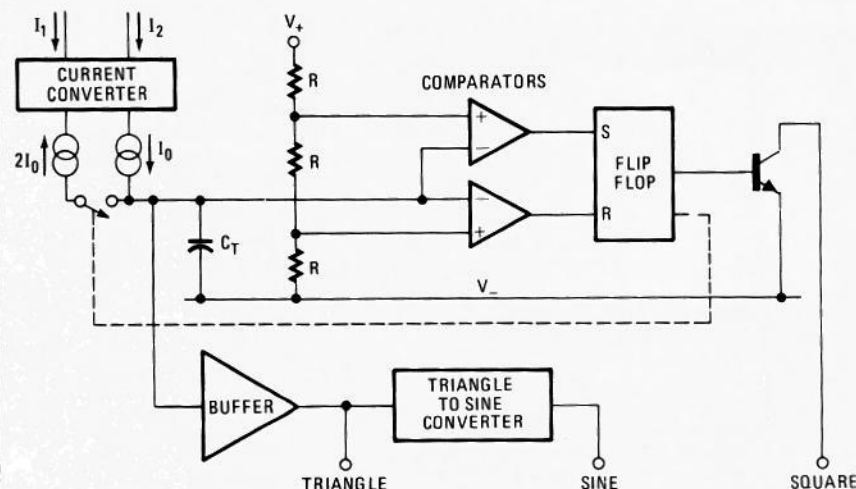 I1 I2
V+
CURRENT
CONVERTER
COMPARATORS
R
2I0 I0
+
−
S
R
FLIP
FLOP
−
+
R
CT
R
V−
BUFFER
TRIANGLE
TO SINE
CONVERTER
TRIANGLE
SINE
SQUARE